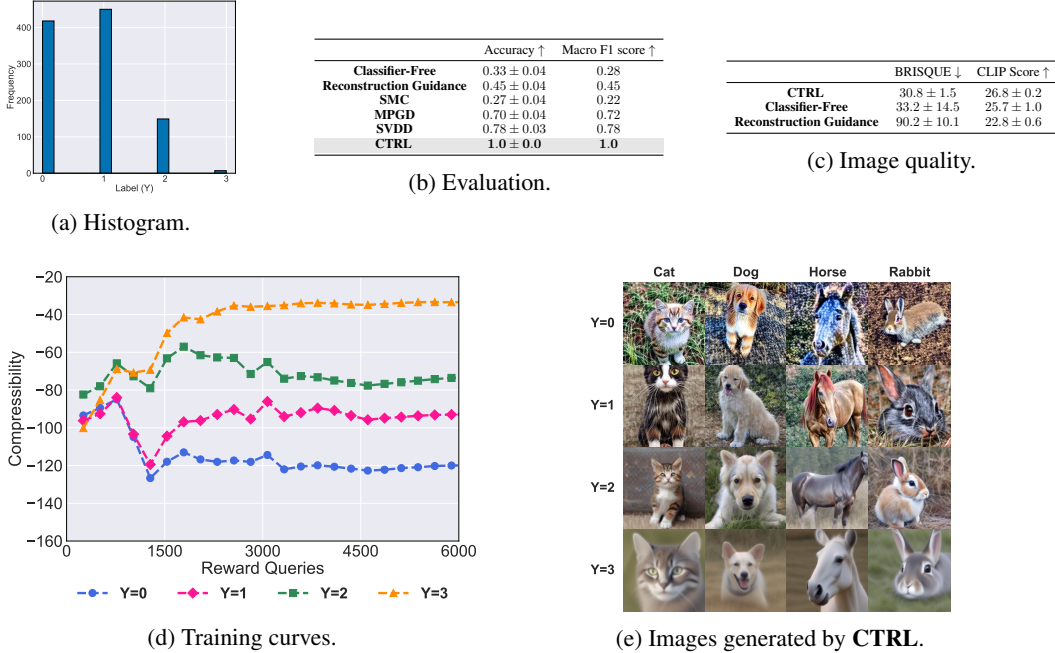 400
300
200
100
0
Frequency
0 1 2 3
Label (Y)
(a) Histogram.
Accuracy ↑ Macro F1 score ↑
Classifier-Free 0.33 ± 0.04 0.28
Reconstruction Guidance 0.45 ± 0.04 0.45
SMC 0.27 ± 0.04 0.22
MPGD 0.70 ± 0.04 0.72
SVDD 0.78 ± 0.03 0.78
CTRL 1.0 ± 0.0 1.0
(b) Evaluation.
BRISQUE ↓ CLIP Score ↑
CTRL 30.8 ± 1.5 26.8 ± 0.2
Classifier-Free 33.2 ± 14.5 25.7 ± 1.0
Reconstruction Guidance 90.2 ± 10.1 22.8 ± 0.6
(c) Image quality.
−20
−40
−60
−80
−100
−120
−140
−160
Compressibility
0 1500 3000 4500 6000
Reward Queries
Y=0 Y=1 Y=2 Y=3
(d) Training curves.
Cat Dog Horse Rabbit
Y=0
Y=1
Y=2
Y=3
(e) Images generated by CTRL.